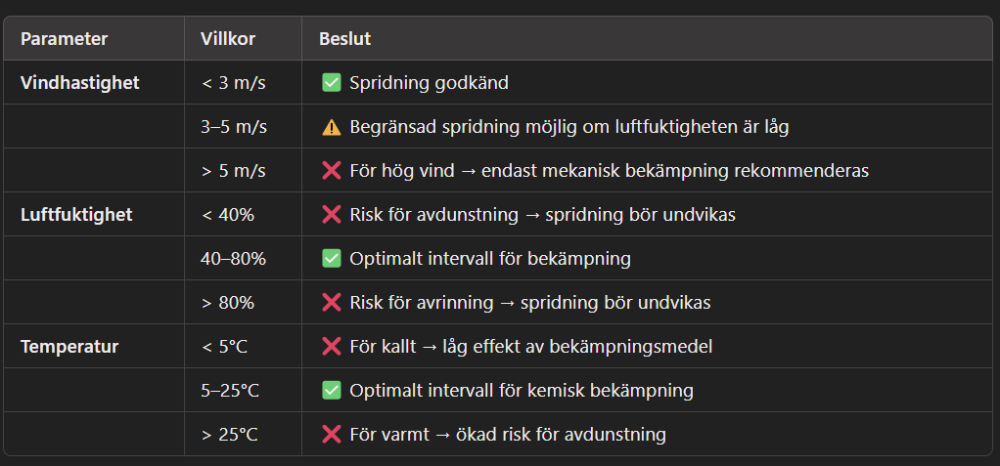 Parameter Villkor Beslut
Vindhastighet < 3 m/s ✅ Spridning godkänd
3–5 m/s ⚠️ Begränsad spridning möjlig om luftfuktigheten är låg
> 5 m/s ❌ För hög vind → endast mekanisk bekämpning rekommenderas
Luftfuktighet < 40% ❌ Risk för avdunstning → spridning bör undvikas
40–80% ✅ Optimalt intervall för bekämpning
> 80% ❌ Risk för avrinning → spridning bör undvikas
Temperatur < 5°C ❌ För kallt → låg effekt av bekämpningsmedel
5–25°C ✅ Optimalt intervall för kemisk bekämpning
> 25°C ❌ För varmt → ökad risk för avdunstning